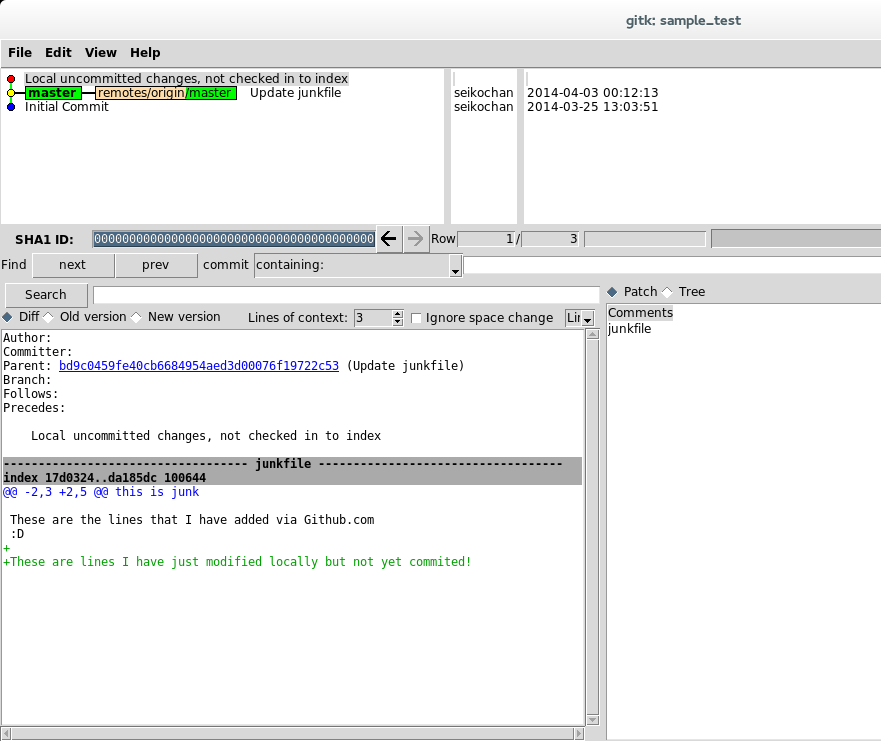 gitk: sample_test
File Edit View Help
Local uncommitted changes, not checked in to index
master remotes/origin/master Update junkfile seikochan 2014-04-03 00:12:13
Initial Commit seikochan 2014-03-25 13:03:51
SHA1 ID: 0000000000000000000000000000000000000000 Row 1 / 3
Find next prev commit containing:
Search
Patch Tree
Diff Old version New version Lines of context: 3 Ignore space change Lin
Comments
junkfile
Author:
Committer:
Parent: bd9c0459fe40cb6684954aed3d00076f19722c53 (Update junkfile)
Branch:
Follows:
Precedes:
Local uncommitted changes, not checked in to index
----------------------------------- junkfile -----------------------------------
index 17d0324..da185dc 100644
@@ -2,3 +2,5 @@ this is junk
These are the lines that I have added via Github.com
:D
+
+These are lines I have just modified locally but not yet commited!